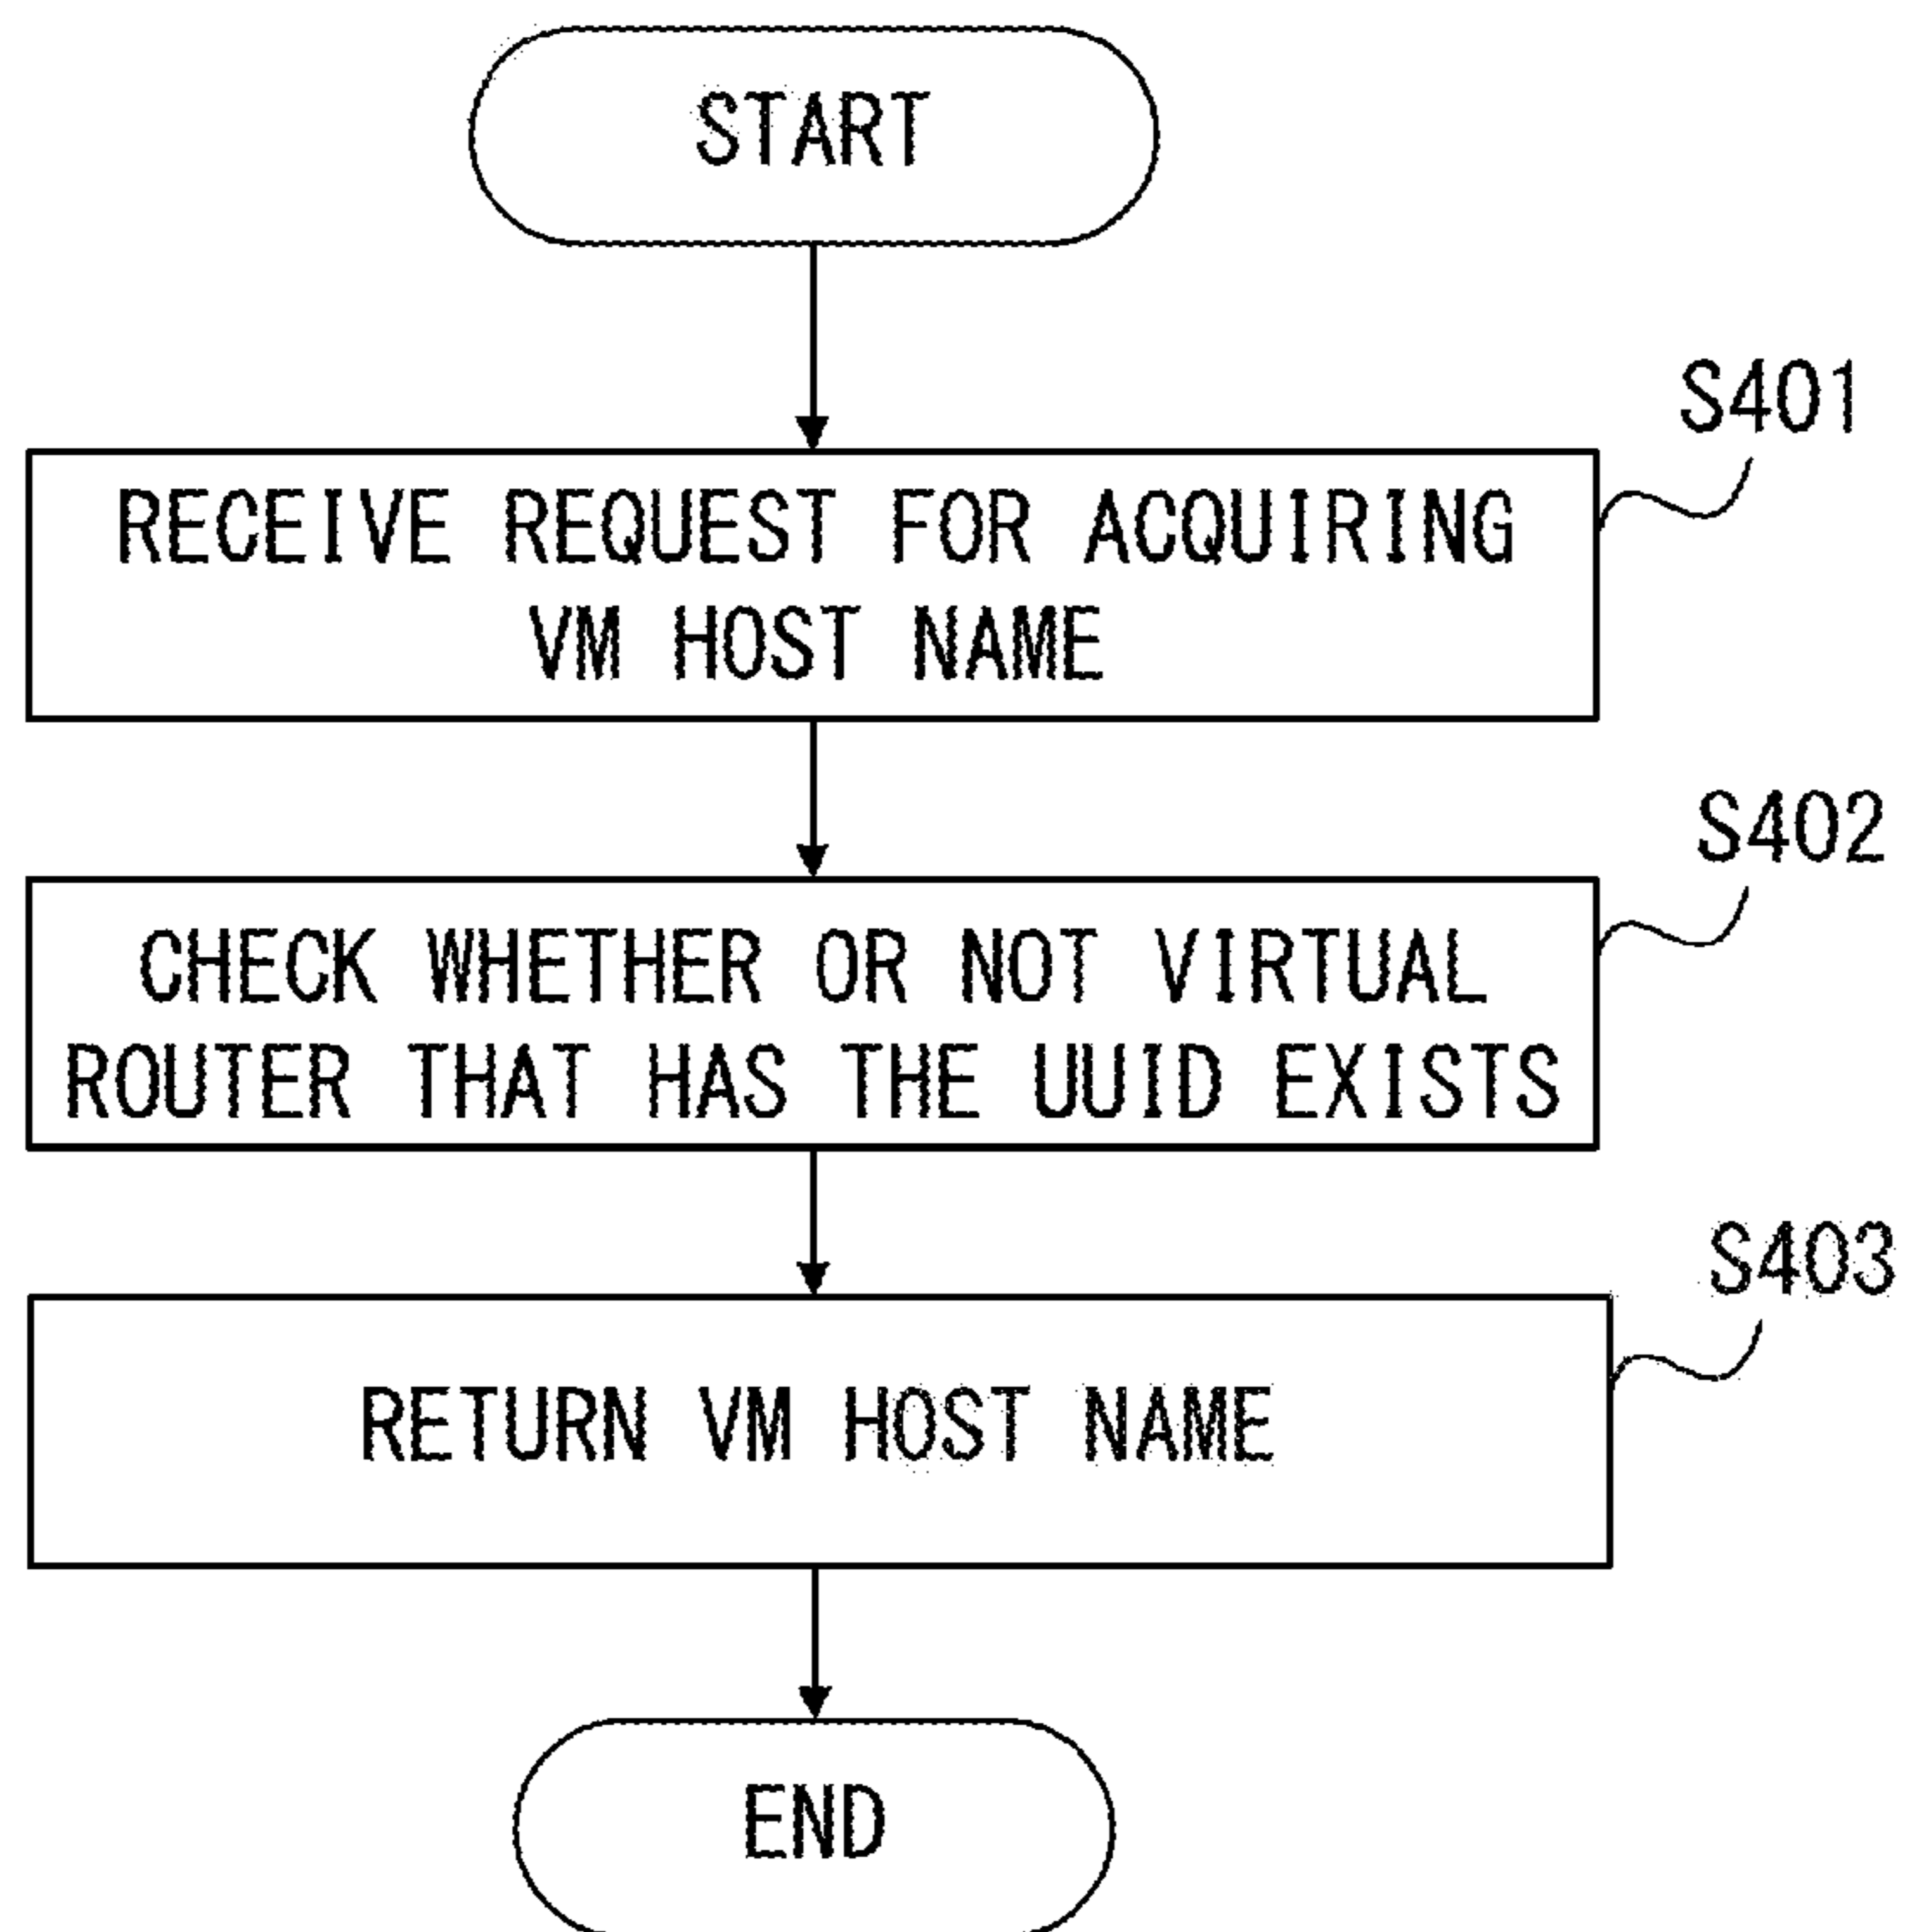 START
S401
RECEIVE REQUEST FOR ACQUIRING
VM HOST NAME
S402
CHECK WHETHER OR NOT VIRTUAL
ROUTER THAT HAS THE UUID EXISTS
S403
RETURN VM HOST NAME
END